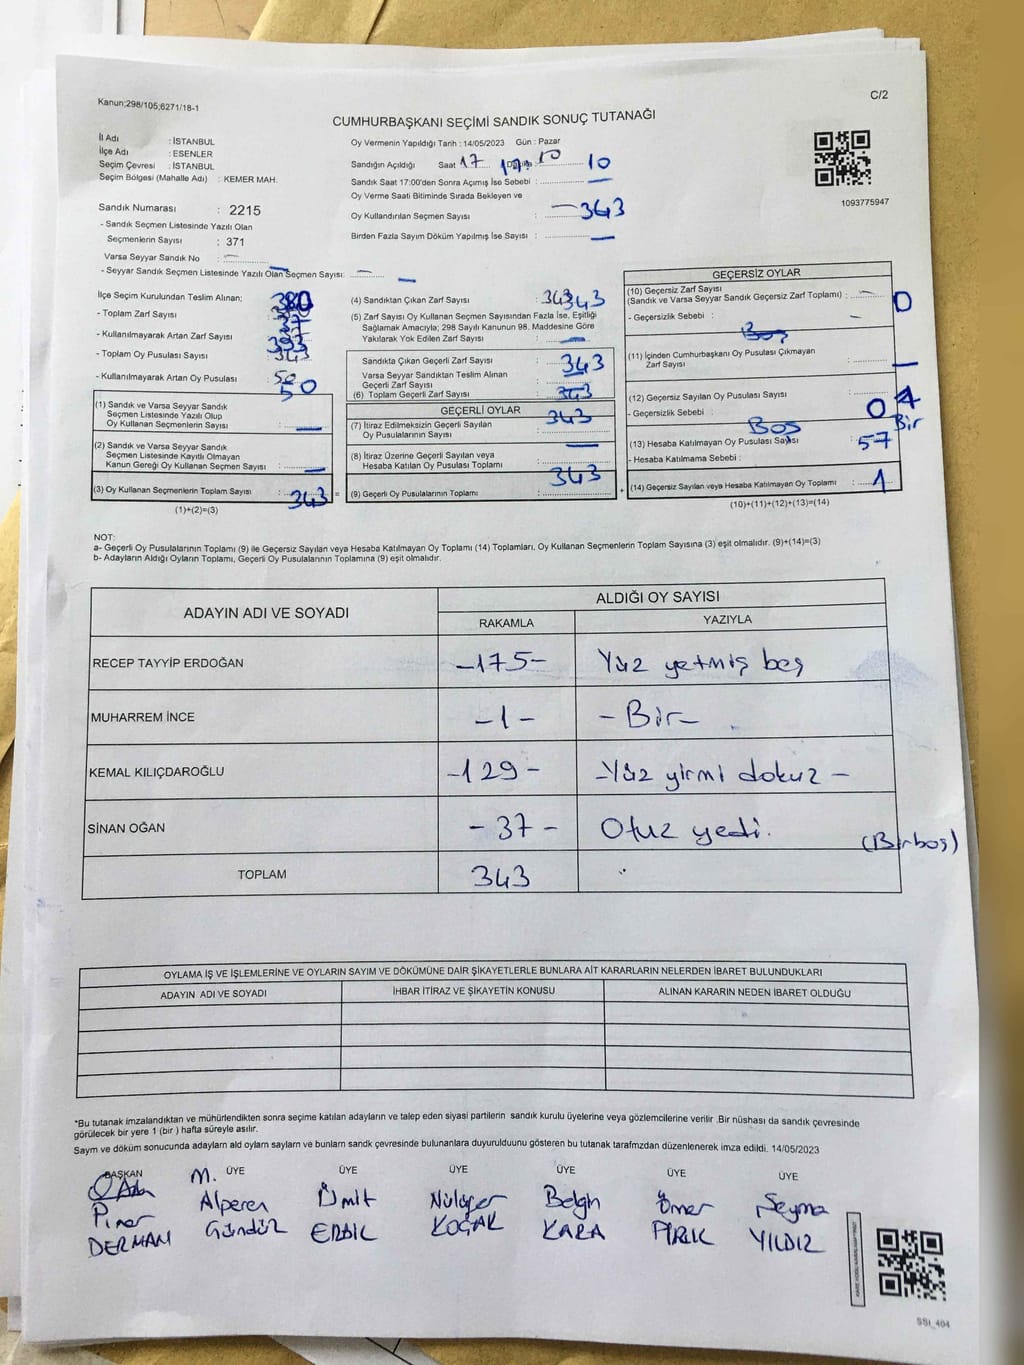 Kanun;298/105;6271/18-1
C/2
CUMHURBAŞKANI SEÇİMİ SANDIK SONUÇ TUTANAĞI
İl Adı : İSTANBUL
İlçe Adı : ESENLER
Seçim Çevresi : İSTANBUL
Seçim Bölgesi (Mahalle Adı) : KEMER MAH.
Sandık Numarası : 2215
- Sandık Seçmen Listesinde Yazılı Olan
Seçmenlerin Sayısı : 371
Varsa Seyyar Sandık No :
- Seyyar Sandık Seçmen Listesinde Yazılı Olan Seçmen Sayısı:
Oy Vermenin Yapıldığı Tarih : 14/05/2023 Gün : Pazar
Sandığın Açıldığı Saat 17 10 10
Sandık Saat 17:00'den Sonra Açımış İse Sebebi :
Oy Verme Saati Bitiminde Sırada Bekleyen ve
Oy Kullandırılan Seçmen Sayısı : 343
Birden Fazla Sayım Döküm Yapılmış İse Sayısı :
1093775947
İlçe Seçim Kurulundan Teslim Alınan;
- Toplam Zarf Sayısı
- Kullanılmayarak Artan Zarf Sayısı
- Toplam Oy Pusulası Sayısı
- Kullanılmayarak Artan Oy Pusulası : 50
50
(1) Sandık ve Varsa Seyyar Sandık
Seçmen Listesinde Yazılı Olup
Oy Kullanan Seçmenlerin Sayısı :
(2) Sandık ve Varsa Seyyar Sandık
Seçmen Listesinde Kayıtlı Olmayan
Kanun Gereği Oy Kullanan Seçmen Sayısı :
(3) Oy Kullanan Seçmenlerin Toplam Sayısı : 343 =
(1)+(2)=(3)
(4) Sandıktan Çıkan Zarf Sayısı : 343
(5) Zarf Sayısı Oy Kullanan Seçmen Sayısından Fazla İse, Eşitliği
Sağlamak Amacıyla; 298 Sayılı Kanunun 98. Maddesine Göre
Yakılarak Yok Edilen Zarf Sayısı :
Sandıkta Çıkan Geçerli Zarf Sayısı : 343
Varsa Seyyar Sandıktan Teslim Alınan
Geçerli Zarf Sayısı :
(6) Toplam Geçerli Zarf Sayısı : 343
GEÇERLİ OYLAR
(7) İtiraz Edilmeksizin Geçerli Sayılan 343
Oy Pusulalarının Sayısı :
(8) İtiraz Üzerine Geçerli Sayılan veya
Hesaba Katılan Oy Pusulası Toplamı :
343
(9) Geçerli Oy Pusulalarının Toplamı : +
GEÇERSİZ OYLAR
(10) Geçersiz Zarf Sayısı
(Sandık ve Varsa Seyyar Sandık Geçersiz Zarf Toplamı) : 0
- Geçersizlik Sebebi :
(11) İçinden Cumhurbaşkanı Oy Pusulası Çıkmayan
Zarf Sayısı :
(12) Geçersiz Sayılan Oy Pusulası Sayısı :
- Geçersizlik Sebebi : 0 Bir
Boş
(13) Hesaba Katılmayan Oy Pusulası Sayısı : 57
- Hesaba Katılmama Sebebi :
(14) Geçersiz Sayılan veya Hesaba Katılmayan Oy Toplamı : 1
(10)+(11)+(12)+(13)=(14)
NOT:
a- Geçerli Oy Pusulalarının Toplamı (9) ile Geçersiz Sayılan veya Hesaba Katılmayan Oy Toplamı (14) Toplamları, Oy Kullanan Seçmenlerin Toplam Sayısına (3) eşit olmalıdır. (9)+(14)=(3)
b- Adayların Aldığı Oyların Toplamı, Geçerli Oy Pusulalarının Toplamına (9) eşit olmalıdır.
ADAYIN ADI VE SOYADI
ALDIĞI OY SAYISI
RAKAMLA YAZIYLA
RECEP TAYYİP ERDOĞAN -175- Yüz yetmiş beş
MUHARREM İNCE -1- -Bir-
KEMAL KILIÇDAROĞLU -129- -Yüz yirmi dokuz-
SİNAN OĞAN -37- Otuz yedi.
(Bir boş)
TOPLAM 343
OYLAMA İŞ VE İŞLEMLERİNE VE OYLARIN SAYIM VE DÖKÜMÜNE DAİR ŞİKAYETLERLE BUNLARA AİT KARARLARIN NELERDEN İBARET BULUNDUKLARI
ADAYIN ADI VE SOYADI İHBAR İTİRAZ VE ŞİKAYETİN KONUSU ALINAN KARARIN NEDEN İBARET OLDUĞU
*Bu tutanak imzalandıktan ve mühürlendikten sonra seçime katılan adayların ve talep eden siyasi partilerin sandık kurulu üyelerine veya gözlemcilerine verilir .Bir nüshası da sandık çevresinde
görülecek bir yere 1 (bir ) hafta süreyle asılır.
Sayım ve döküm sonucunda adayların ald oyların sayların ve bunların sandk çevresinde bulunanlara duyurulduunu gösteren bu tutanak tarafmzdan düzenlenerek imza edildi. 14/05/2023
BAŞKAN ÜYE ÜYE ÜYE ÜYE ÜYE ÜYE
Pınar M. Alperen Ümit Nülüfer Belgin Ömer Şeyma
DERMAN Gündüz ERBİL KOÇAK KARA PIRIK YILDIZ
SSI_404